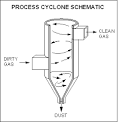 PROCESS CYCLONE SCHEMATIC
CLEAN
GAS
DIRTY
GAS
DUST